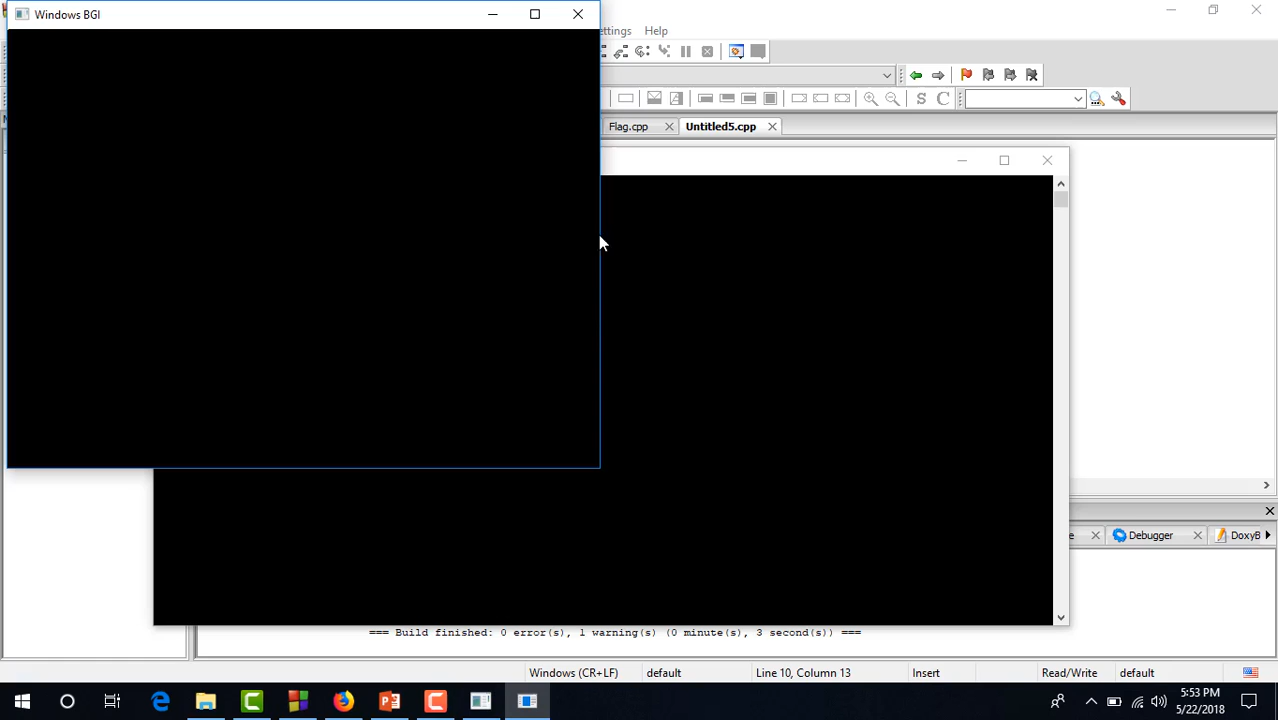 Windows BGI
ettings Help
S C
Flag.cpp
Untitled5.cpp
e
Debugger
DoxyB
=== Build finished: 0 error(s), 1 warning(s) (0 minute(s), 3 second(s)) ===
Windows (CR+LF) default Line 10, Column 13 Insert Read/Write default
5:53 PM
5/22/2018